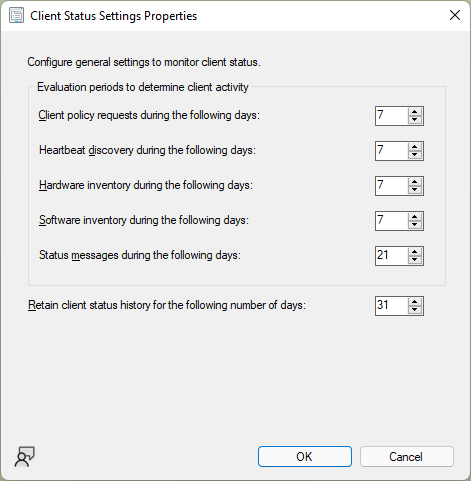 Client Status Settings Properties
Configure general settings to monitor client status.
Evaluation periods to determine client activity
Client policy requests during the following days: 7
Heartbeat discovery during the following days: 7
Hardware inventory during the following days: 7
Software inventory during the following days: 7
Status messages during the following days: 21
Retain client status history for the following number of days: 31
OK Cancel